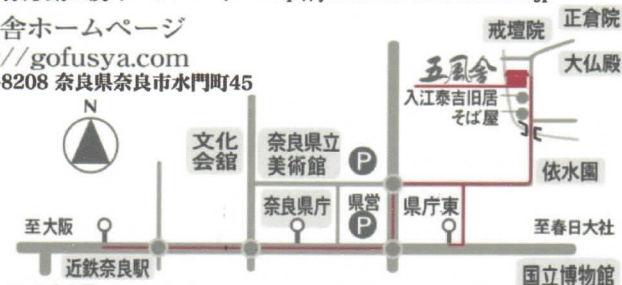 舎ホームページ
//gofusya.com
-8208 奈良県奈良市水門町45
N
戒壇院
正倉院
大仏殿
五風舎
入江泰吉旧居
そば屋
文化
会館
奈良県立
美術館
P
依水園
奈良県庁
県営
P
県庁東
至大阪
至春日大社
近鉄奈良駅
国立博物館